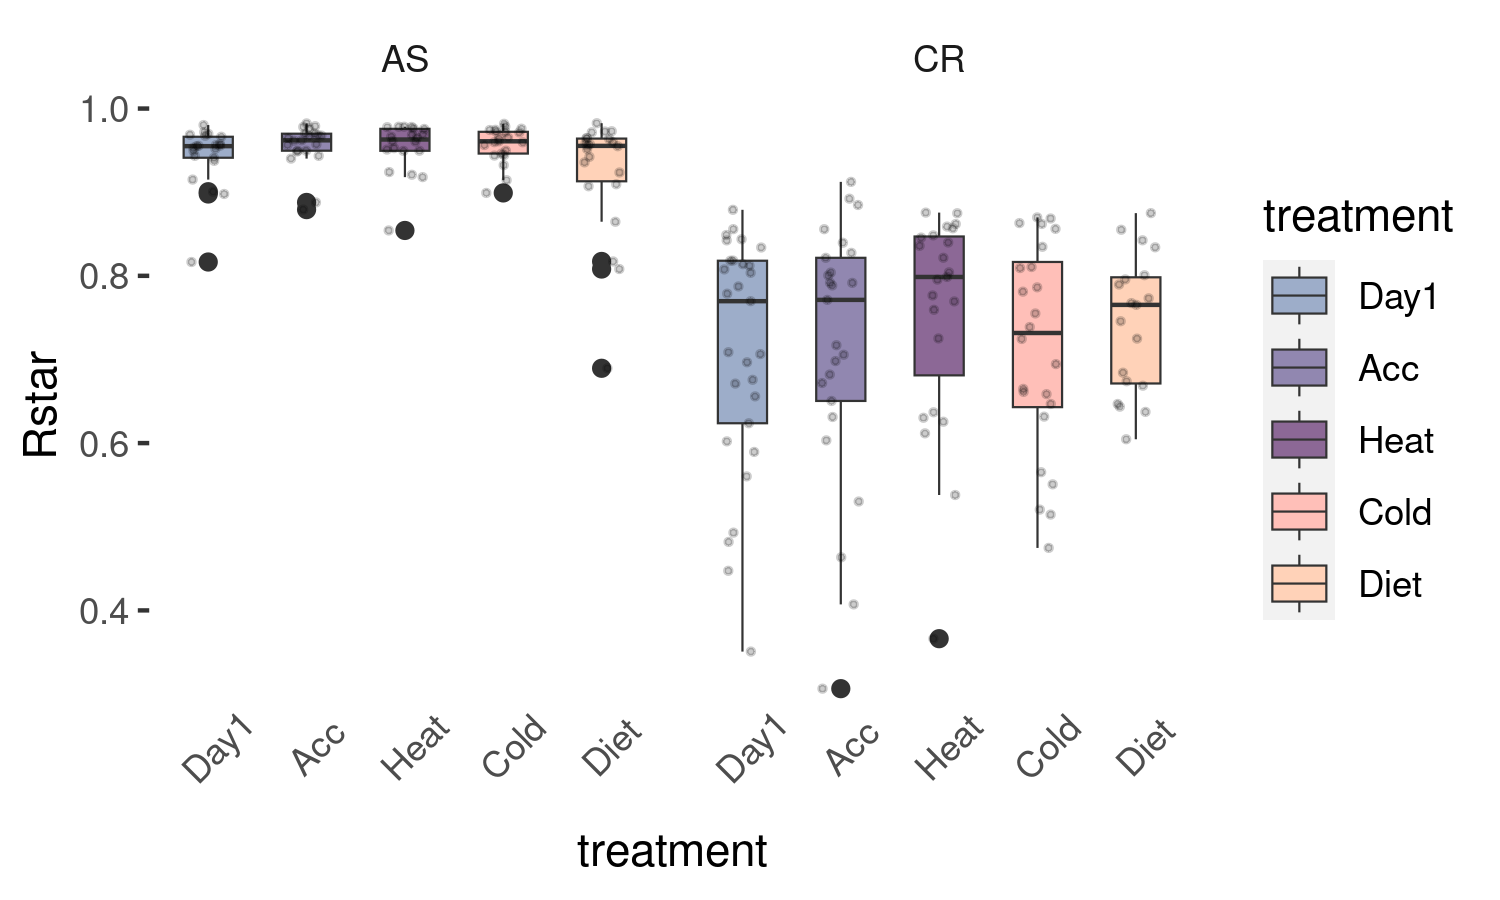 AS
CR
1.0
0.8
0.6
0.4
Rstar
Day1
Acc
Heat
Cold
Diet
Day1
Acc
Heat
Cold
Diet
treatment
treatment
Day1
Acc
Heat
Cold
Diet